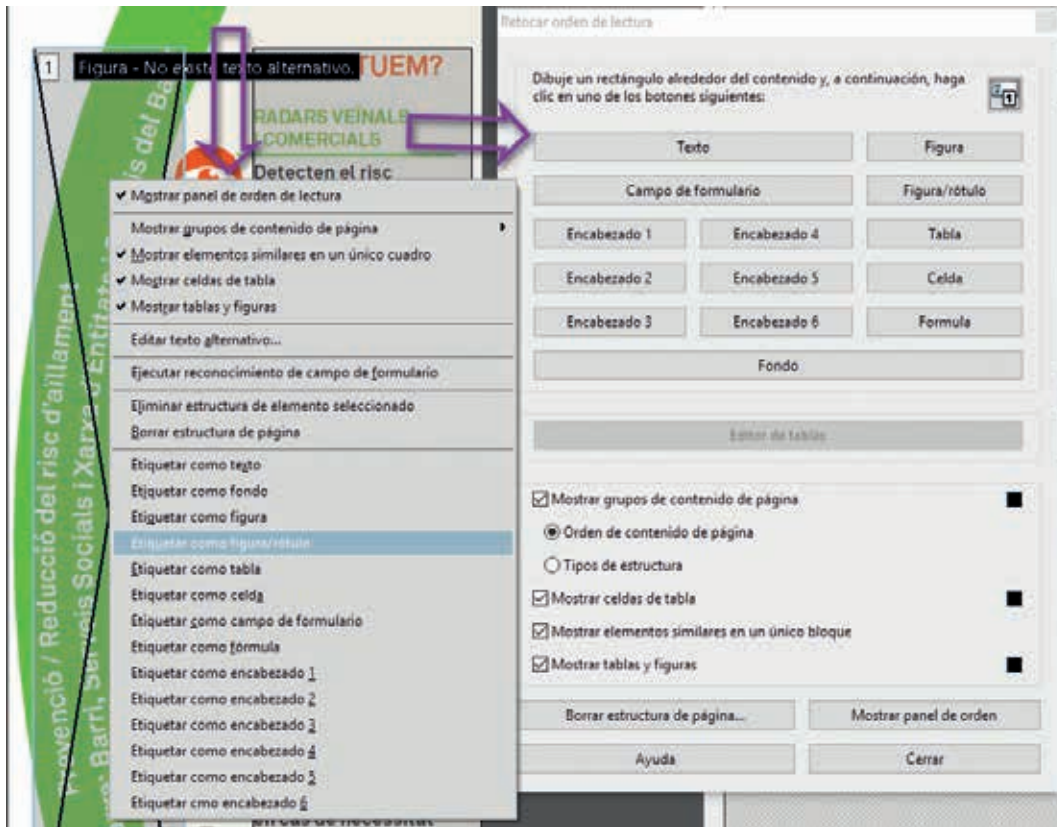 Retocar orden de lectura
1 Figura - No existe texto alternativo. TUEM?
RADARS VEÏNALS
COMERCIALS
Detecten el risc
Prevenció / Reducció del risc d'aïllament
Barri, Serveis Socials i Xarxa d'Entitats
is del Ba
Mostrar panel de orden de lectura
Mostrar grupos de contenido de página
Mostrar elementos similares en un único cuadro
Mostrar celdas de tabla
Mostrar tablas y figuras
Editar texto alternativo...
Ejecutar reconocimiento de campo de formulario
Eliminar estructura de elemento seleccionado
Borrar estructura de página
Etiquetar como texto
Etiquetar como fondo
Etiquetar como figura
Etiquetar como figura/rótulo
Etiquetar como tabla
Etiquetar como celda
Etiquetar como campo de formulario
Etiquetar como fórmula
Etiquetar como encabezado 1
Etiquetar como encabezado 2
Etiquetar como encabezado 3
Etiquetar como encabezado 4
Etiquetar como encabezado 5
Etiquetar cmo encabezado 6
en cas de necessitat
Dibuje un rectángulo alrededor del contenido y, a continuación, haga
clic en uno de los botones siguientes:
Texto Figura
Campo de formulario Figura/rótulo
Encabezado 1 Encabezado 4 Tabla
Encabezado 2 Encabezado 5 Celda
Encabezado 3 Encabezado 6 Formula
Fondo
Editor de tablas
Mostrar grupos de contenido de página
Orden de contenido de página
Tipos de estructura
Mostrar celdas de tabla
Mostrar elementos similares en un único bloque
Mostrar tablas y figuras
Borrar estructura de página... Mostrar panel de orden
Ayuda Cerrar